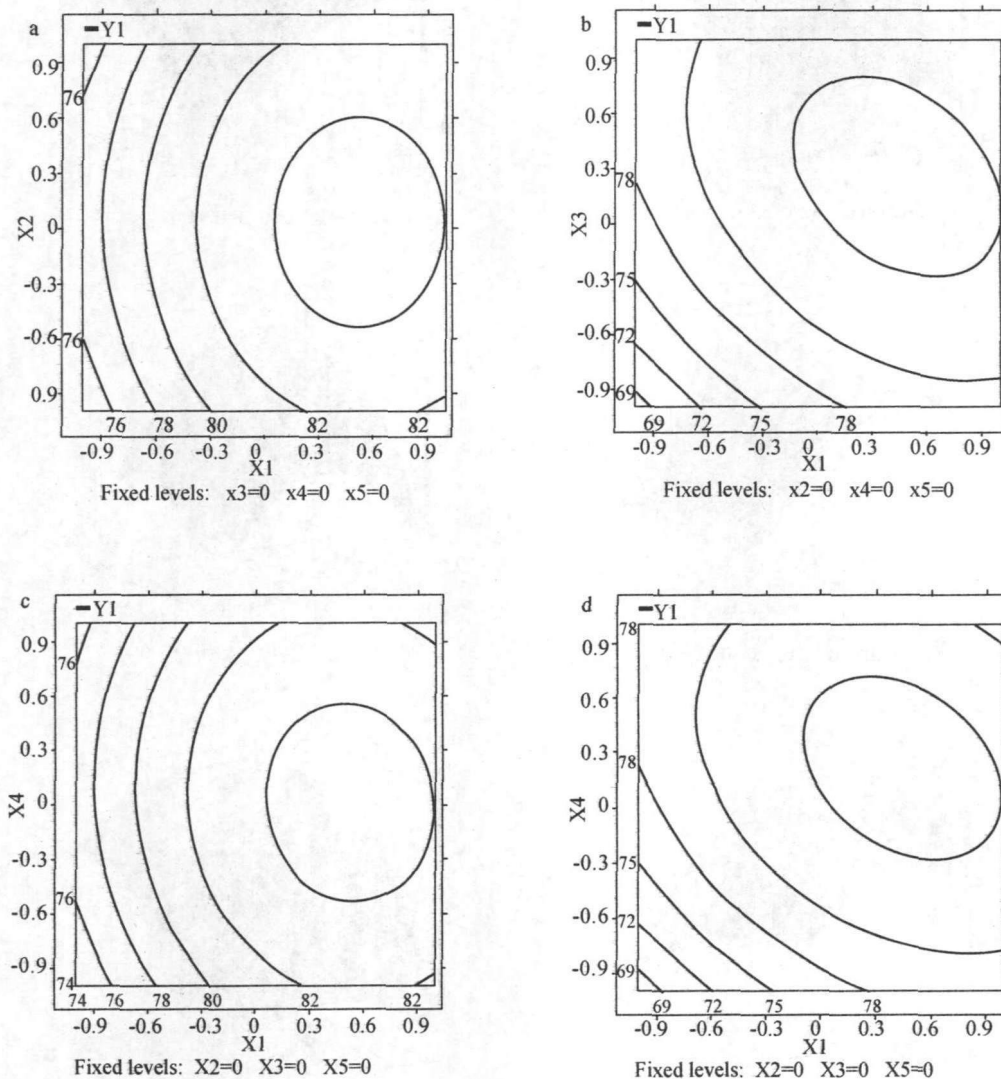 a
Y1
0.9
76
0.6
0.3
X2
0
-0.3
76
-0.6
0.9
76 78 80 82 82
-0.9 -0.6 -0.3 0 0.3 0.6 0.9
X1
Fixed levels: x3=0 x4=0 x5=0
b
Y1
0.9
0.6
0.3
78
X3
0
-0.3
75
-0.6
72
-0.9
69
69 72 75 78
-0.9 -0.6 -0.3 0 0.3 0.6 0.9
X1
Fixed levels: x2=0 x4=0 x5=0
c
Y1
0.9
76
0.6
0.3
X4
0
-0.3
76
-0.6
-0.9
74
74 76 78 80 82 82
-0.9 -0.6 -0.3 0 0.3 0.6 0.9
X1
Fixed levels: X2=0 X3=0 X5=0
d
Y1
78
0.9
0.6
0.3
78
X4
0
-0.3
75
-0.6
72
-0.9
69
69 72 75 78
-0.9 -0.6 -0.3 0 0.3 0.6 0.9
X1
Fixed levels: X2=0 X3=0 X5=0